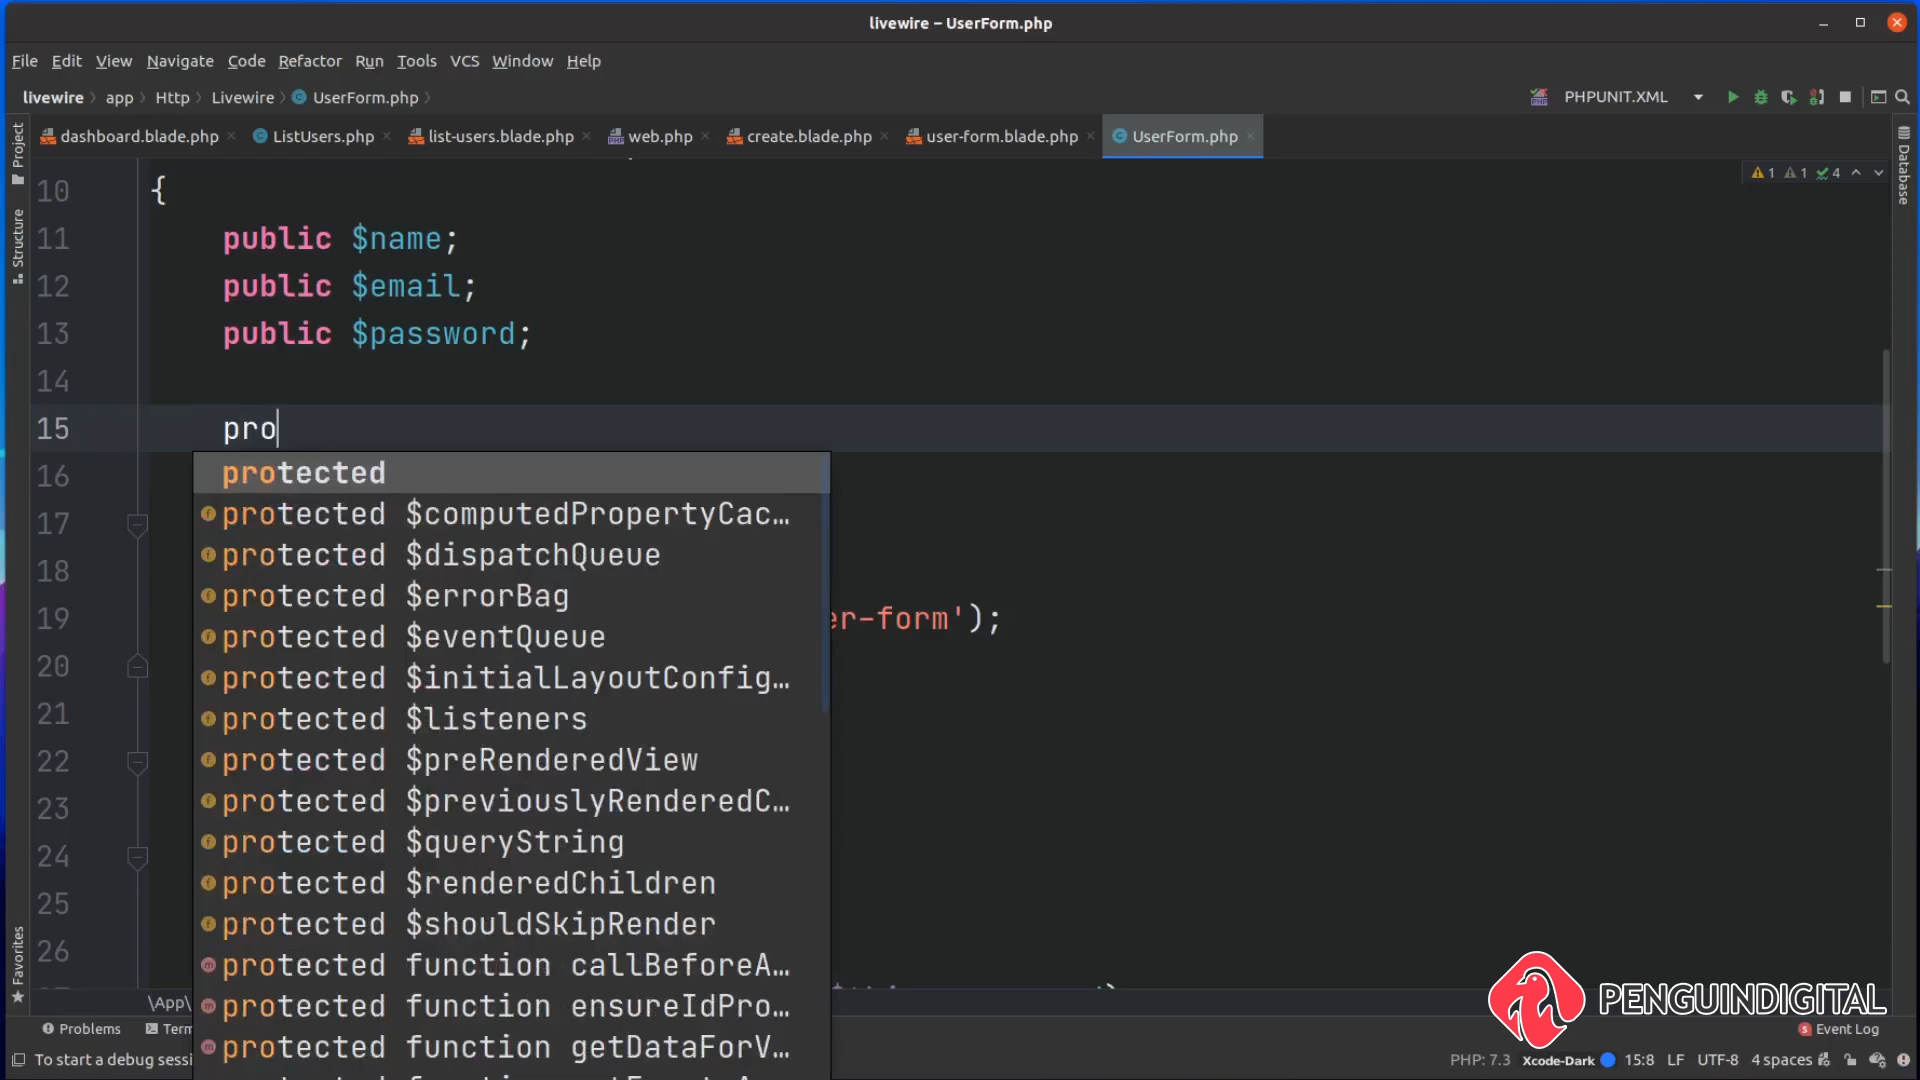 livewire – UserForm.php
File Edit View Navigate Code Refactor Run Tools VCS Window Help
livewire app Http Livewire UserForm.php
PHPUNIT.XML
dashboard.blade.php ListUsers.php list-users.blade.php web.php create.blade.php user-form.blade.php UserForm.php
Project
Structure
Favorites
Database
1 1 4
10 {
11 public $name;
12 public $email;
13 public $password;
14
15 pro
16 protected
protected $computedPropertyCac…
17
protected $dispatchQueue
18
protected $errorBag
19 er-form');
protected $eventQueue
20
protected $initialLayoutConfig…
21 protected $listeners
22 protected $preRenderedView
23 protected $previouslyRenderedC…
protected $queryString
24
protected $renderedChildren
25
protected $shouldSkipRender
26
protected function callBeforeA…
\App\ protected function ensureIdPro…
PENGUINDIGITAL
Problems
protected function getDataForV…
Event Log
To start a debug sessi
PHP: 7.3 Xcode-Dark 15:8 LF UTF-8 4 spaces